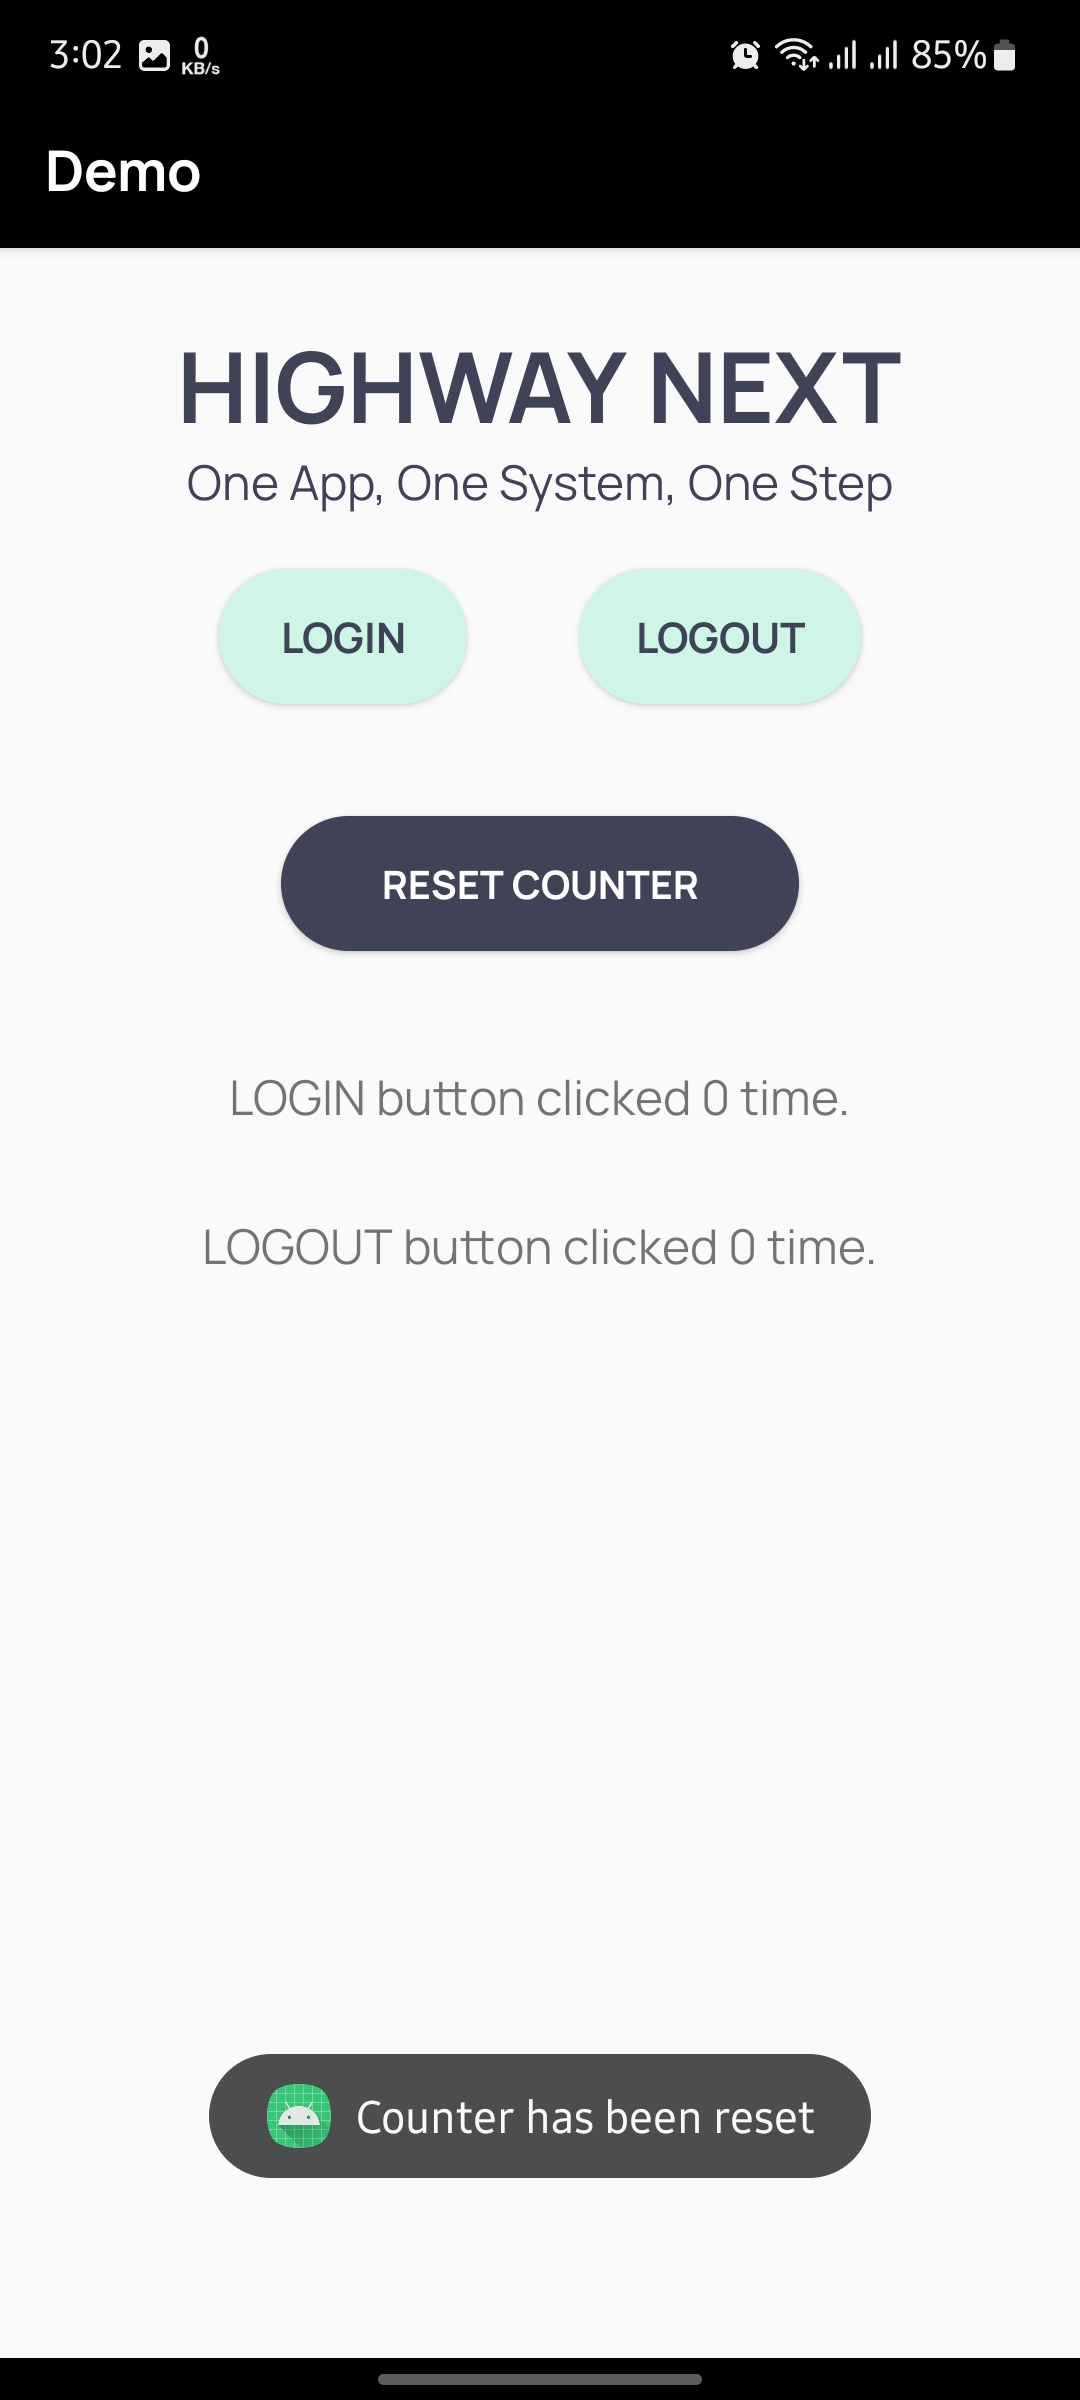 3:02 0 KB/s 85%
Demo
HIGHWAY NEXT
One App, One System, One Step
LOGIN LOGOUT
RESET COUNTER
LOGIN button clicked 0 time.
LOGOUT button clicked 0 time.
Counter has been reset